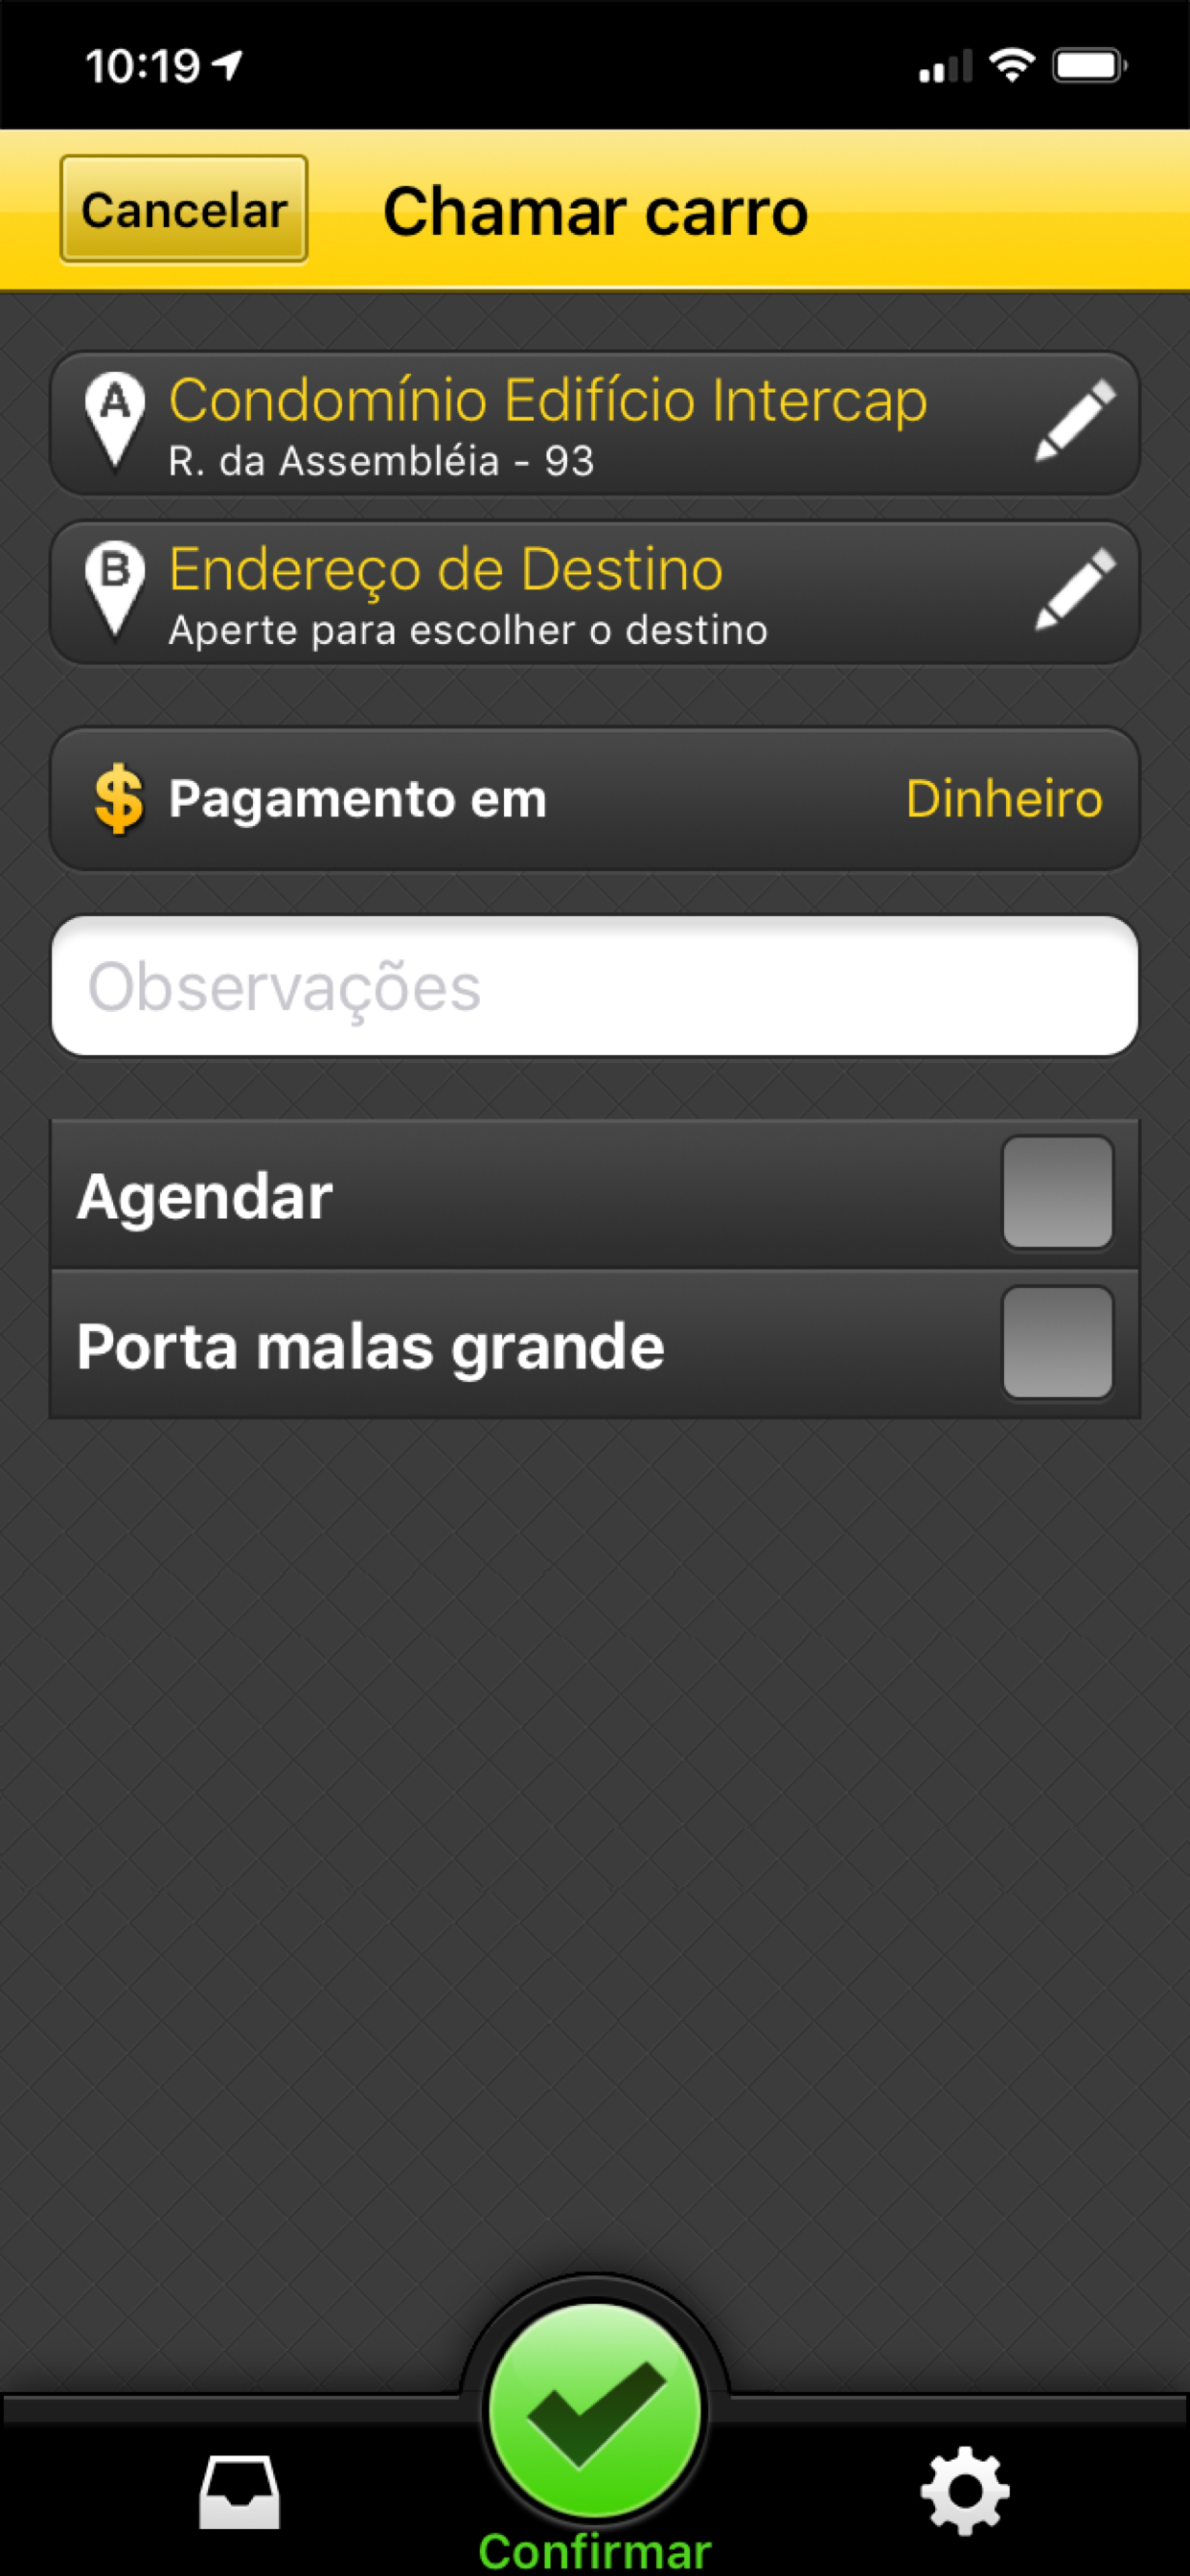 10:19
Cancelar
Chamar carro
A
Condomínio Edifício Intercap
R. da Assembléia - 93
B
Endereço de Destino
Aperte para escolher o destino
$ Pagamento em
Dinheiro
Observações
Agendar
Porta malas grande
Confirmar